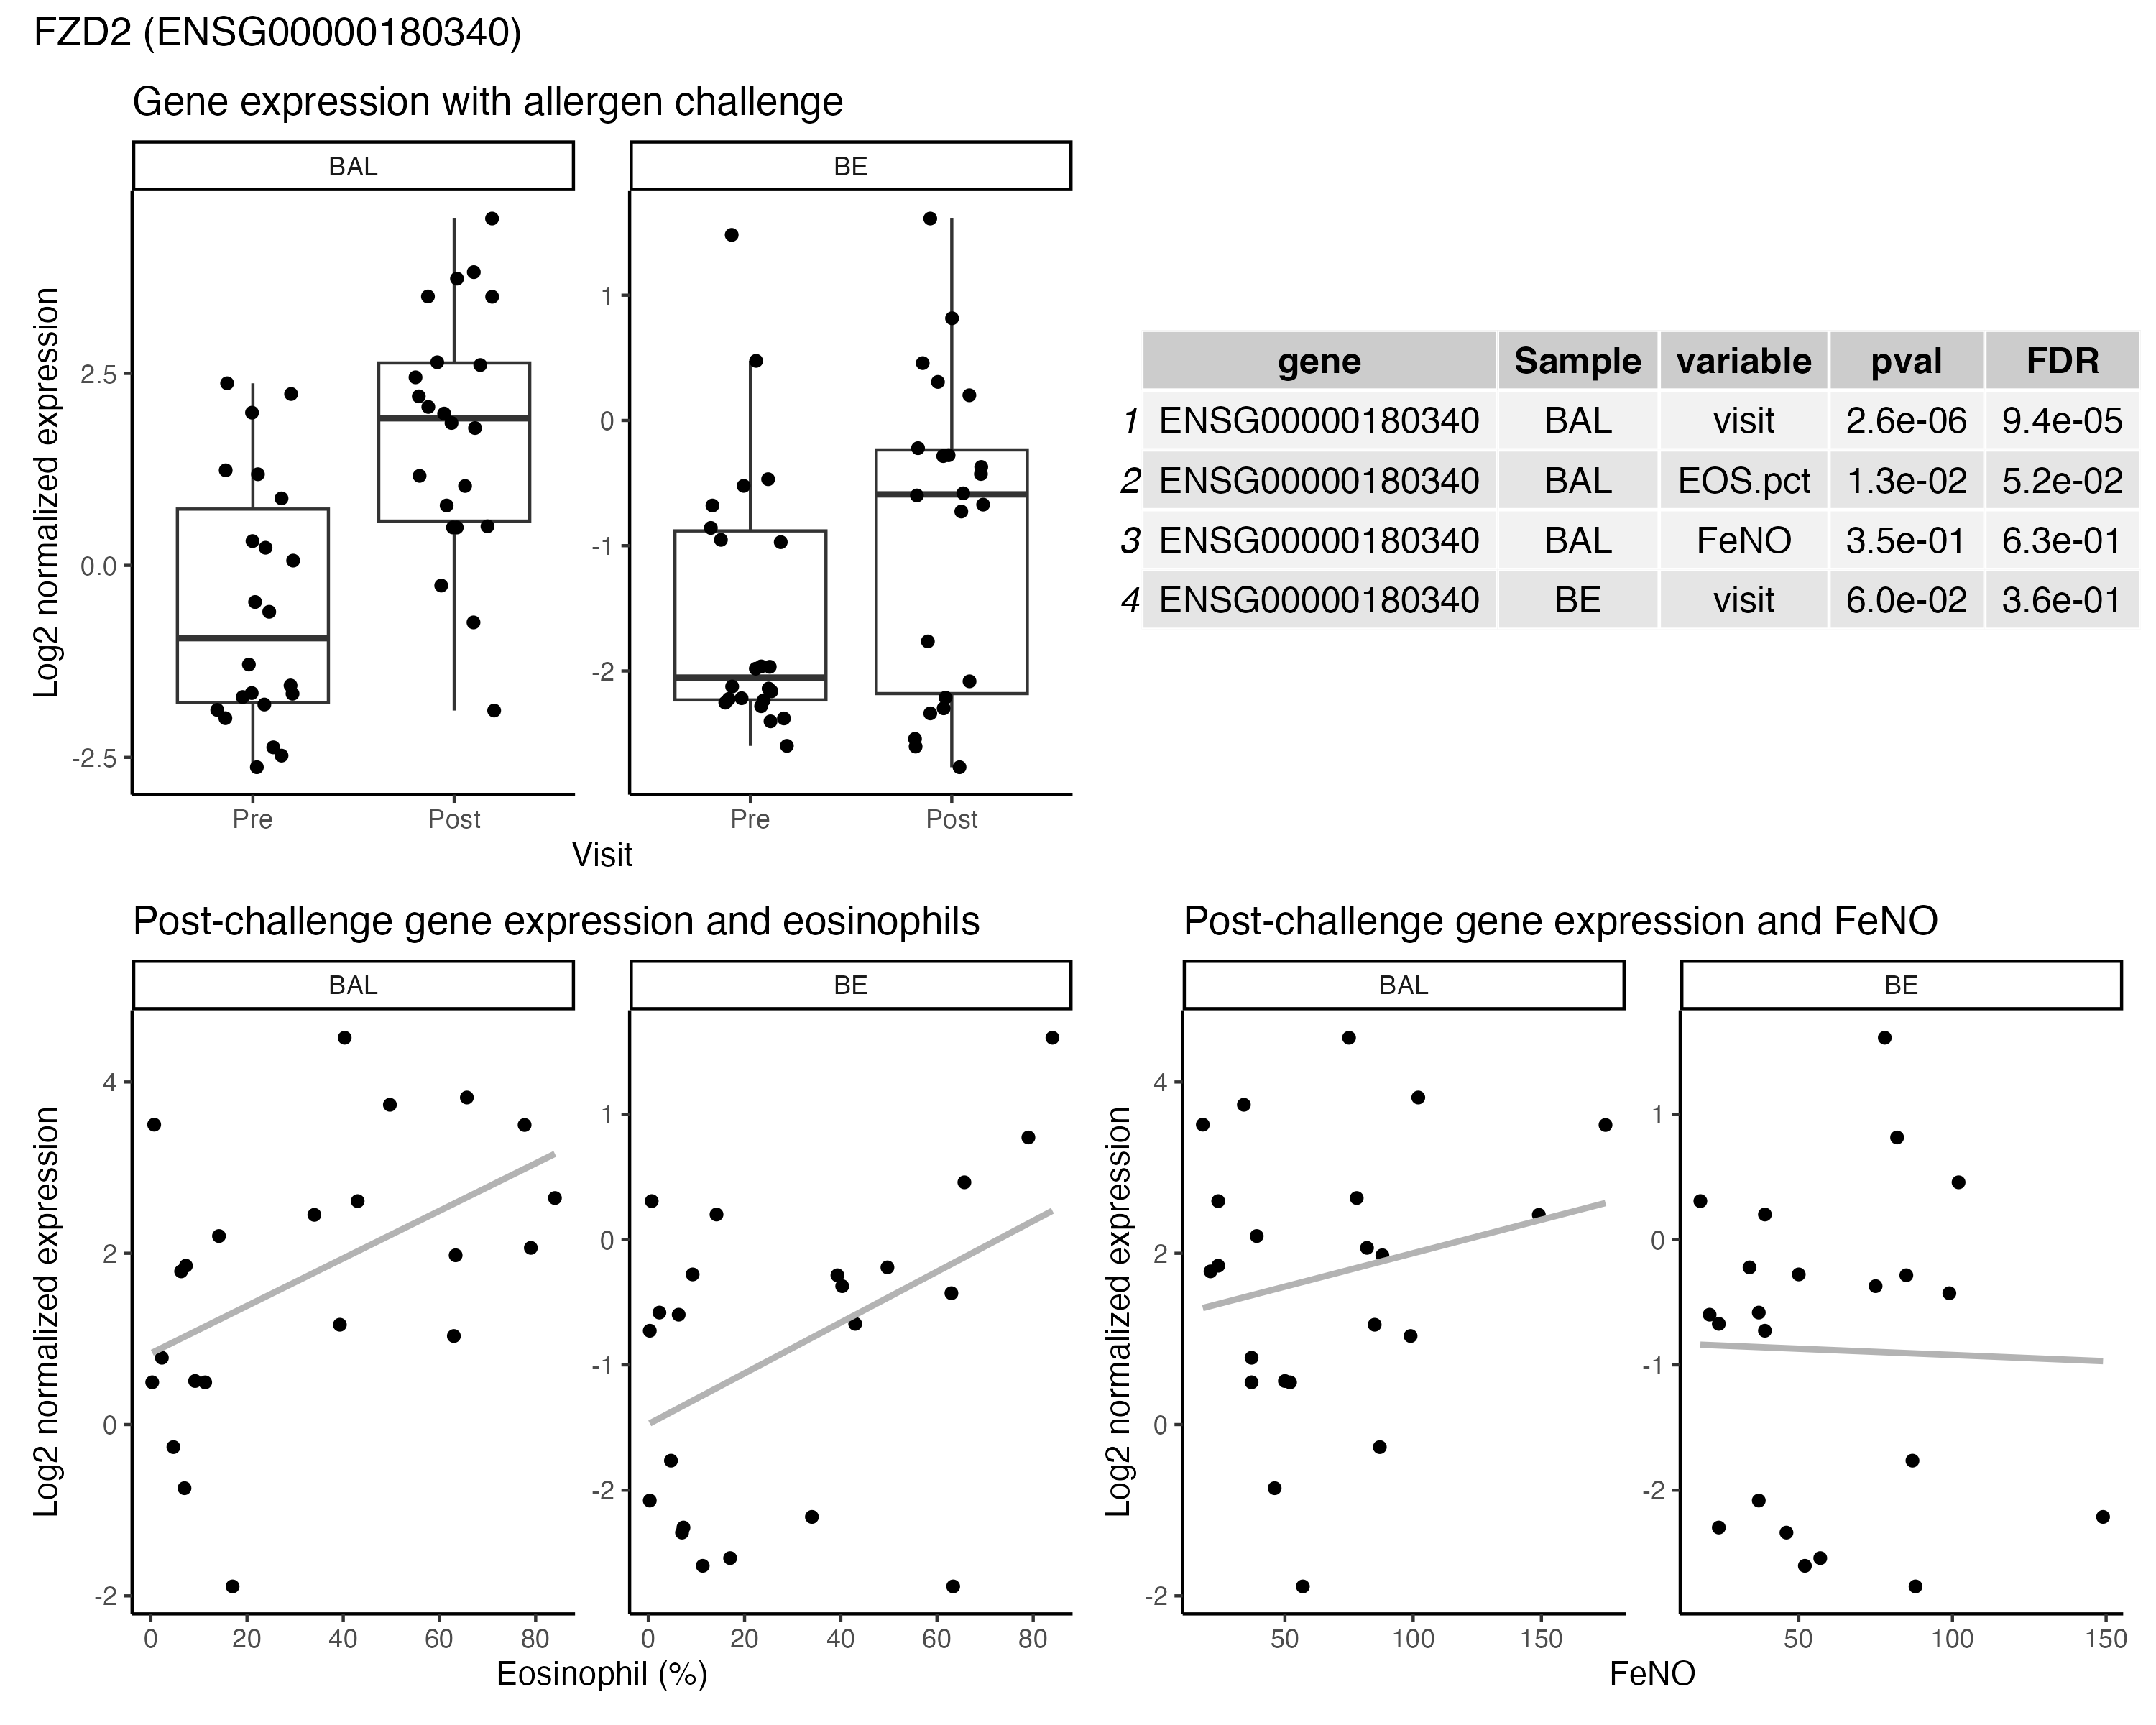 FZD2 (ENSG00000180340)
Gene expression with allergen challenge
BAL BE
Log2 normalized expression
2.5
0.0
-2.5
1
0
-1
-2
Pre Post Pre Post
Visit
gene Sample variable pval FDR
1 ENSG00000180340 BAL visit 2.6e-06 9.4e-05
2 ENSG00000180340 BAL EOS.pct 1.3e-02 5.2e-02
3 ENSG00000180340 BAL FeNO 3.5e-01 6.3e-01
4 ENSG00000180340 BE visit 6.0e-02 3.6e-01
Post-challenge gene expression and eosinophils
BAL BE
Log2 normalized expression
4
2
0
-2
1
0
-1
-2
0 20 40 60 80 0 20 40 60 80
Eosinophil (%)
Post-challenge gene expression and FeNO
BAL BE
Log2 normalized expression
4
2
0
-2
1
0
-1
-2
50 100 150 50 100 150
FeNO